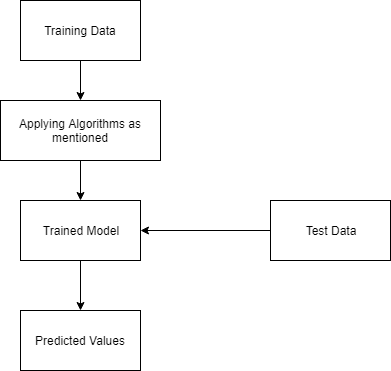 Training Data
Applying Algorithms as
mentioned
Trained Model
Test Data
Predicted Values